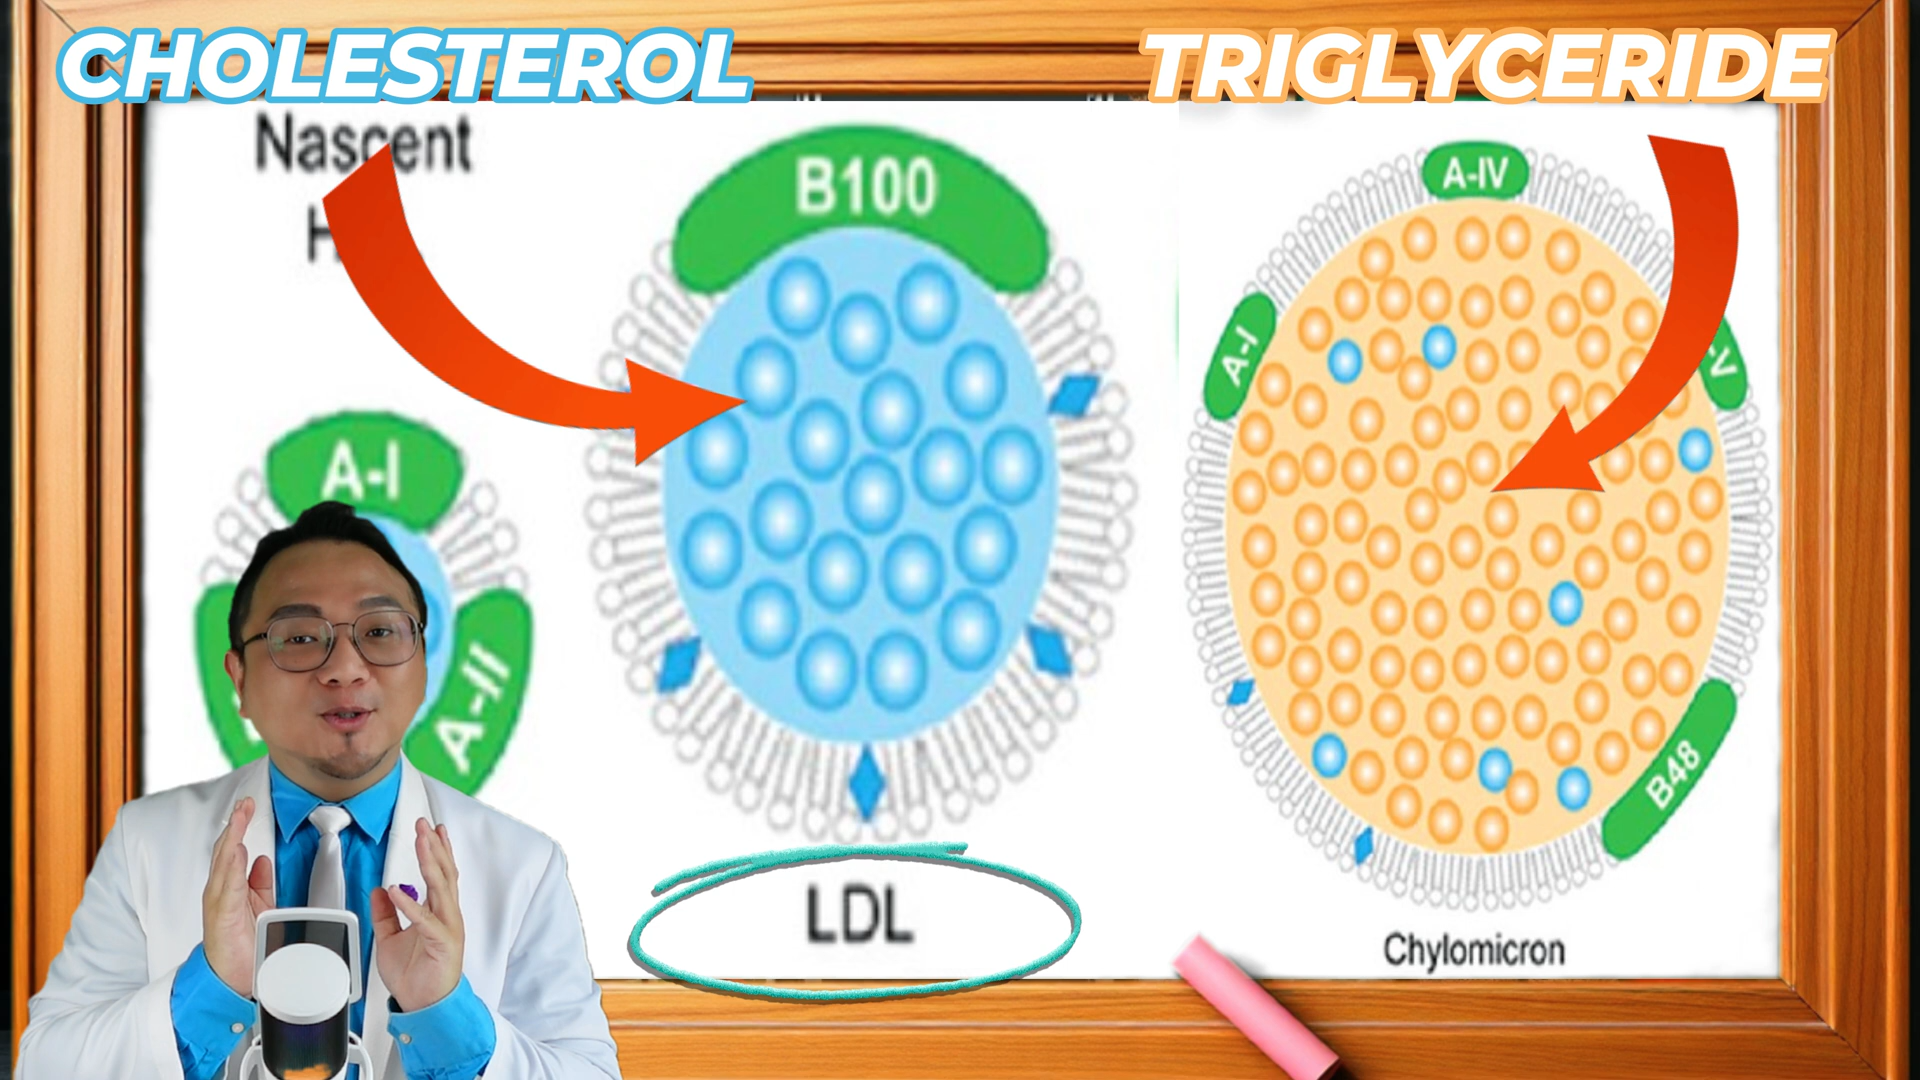 CHOLESTEROL
TRIGLYCERIDE
Nascent
B100
A-I
A-II
LDL
A-IV
A-I
-V
B48
Chylomicron